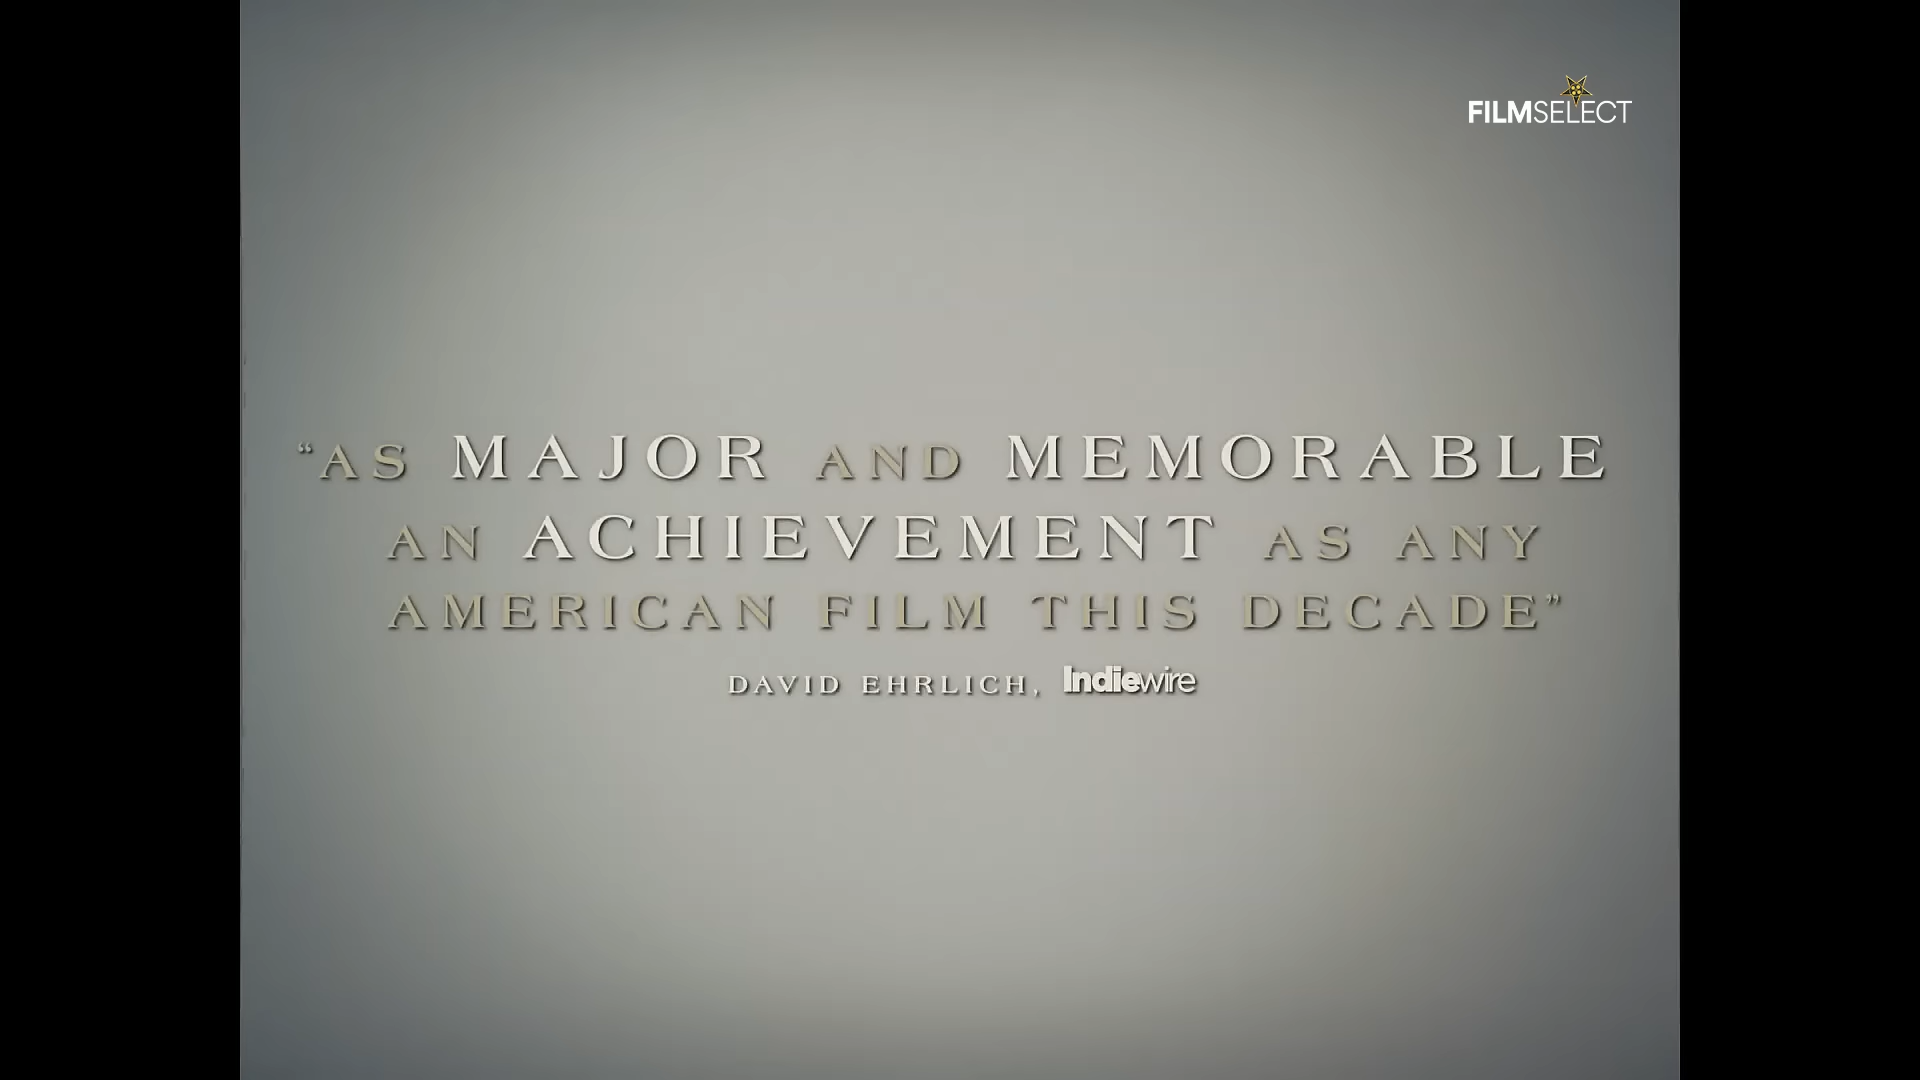 FILMSELECT
“AS MAJOR AND MEMORABLE
AN ACHIEVEMENT AS ANY
AMERICAN FILM THIS DECADE”
DAVID EHRLICH, Indiewire